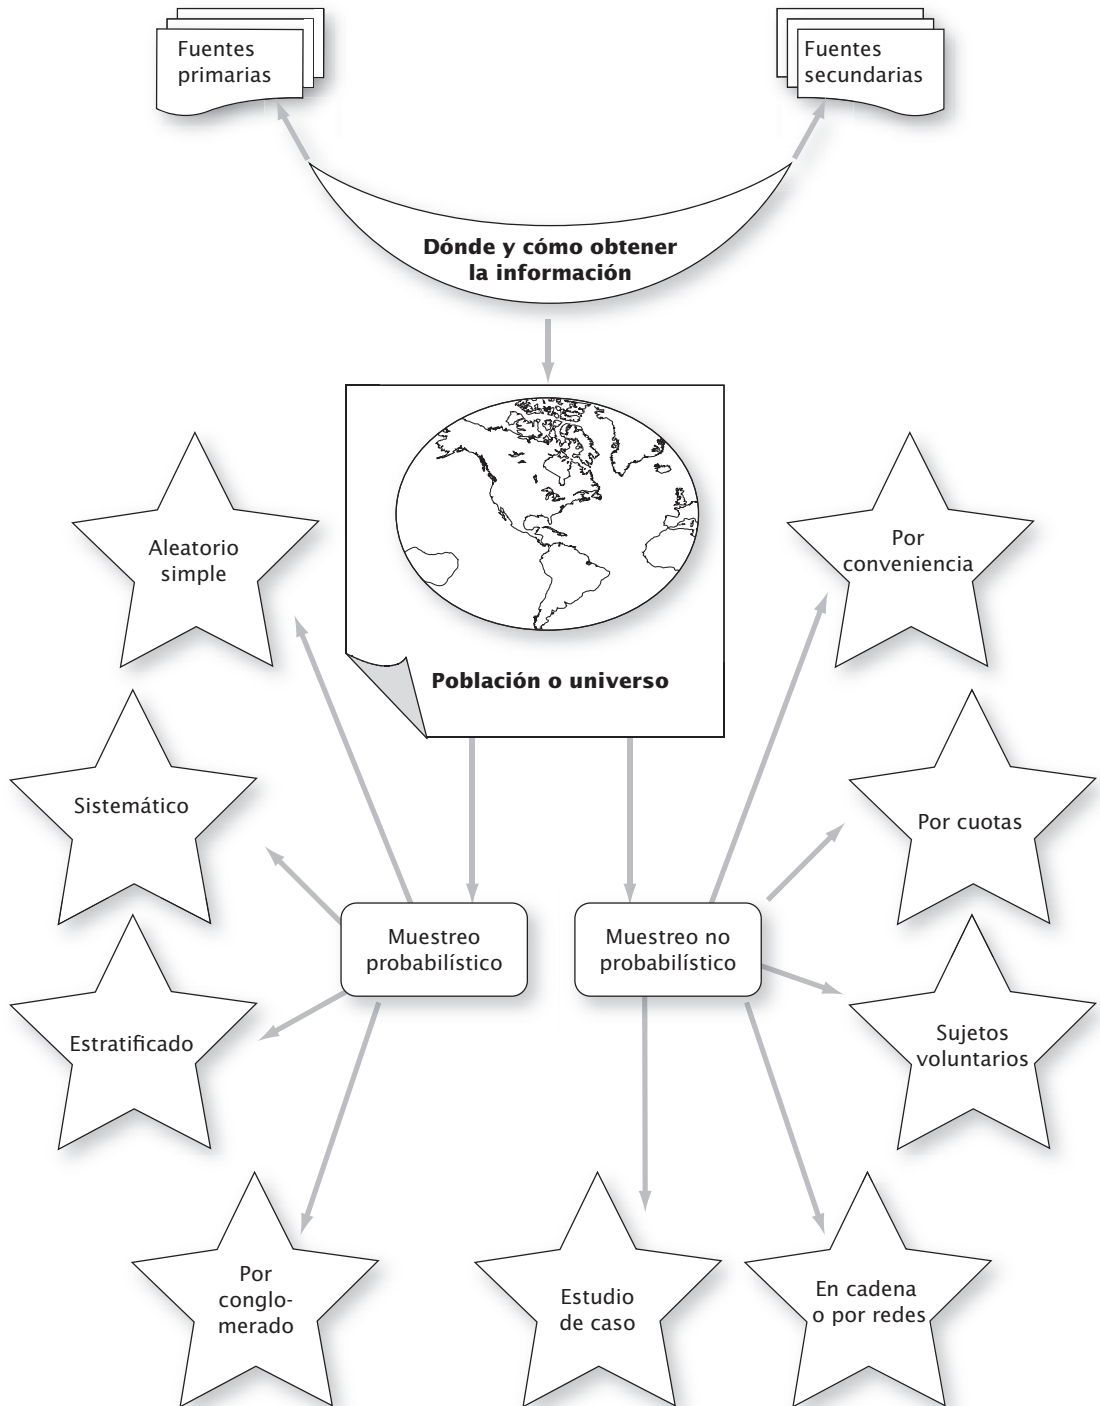 Fuentes
primarias
Fuentes
secundarias
Dónde y cómo obtener
la información
Población o universo
Aleatorio
simple
Por
conveniencia
Sistemático
Por cuotas
Muestreo
probabilístico
Muestreo no
probabilístico
Estratificado
Sujetos
voluntarios
Por
conglo-
merado
Estudio
de caso
En cadena
o por redes